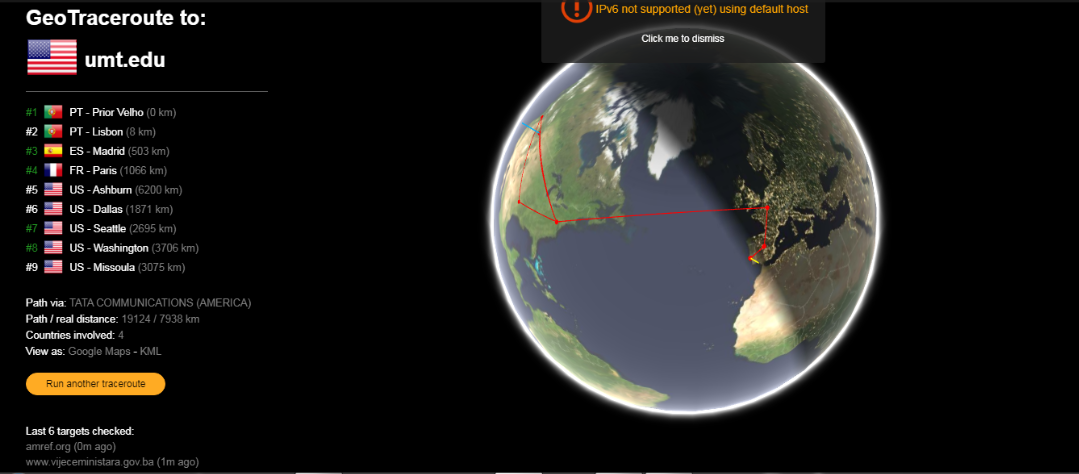 GeoTraceroute to:
umt.edu
#1 PT - Prior Velho (0 km)
#2 PT - Lisbon (8 km)
#3 ES - Madrid (503 km)
#4 FR - Paris (1066 km)
#5 US - Ashburn (6200 km)
#6 US - Dallas (1871 km)
#7 US - Seattle (2695 km)
#8 US - Washington (3706 km)
#9 US - Missoula (3075 km)
Path via: TATA COMMUNICATIONS (AMERICA)
Path / real distance: 19124 / 7938 km
Countries involved: 4
View as: Google Maps - KML
Run another traceroute
Last 6 targets checked:
amref.org (0m ago)
www.vijeceministara.gov.ba (1m ago)
IPv6 not supported (yet) using default host
Click me to dismiss